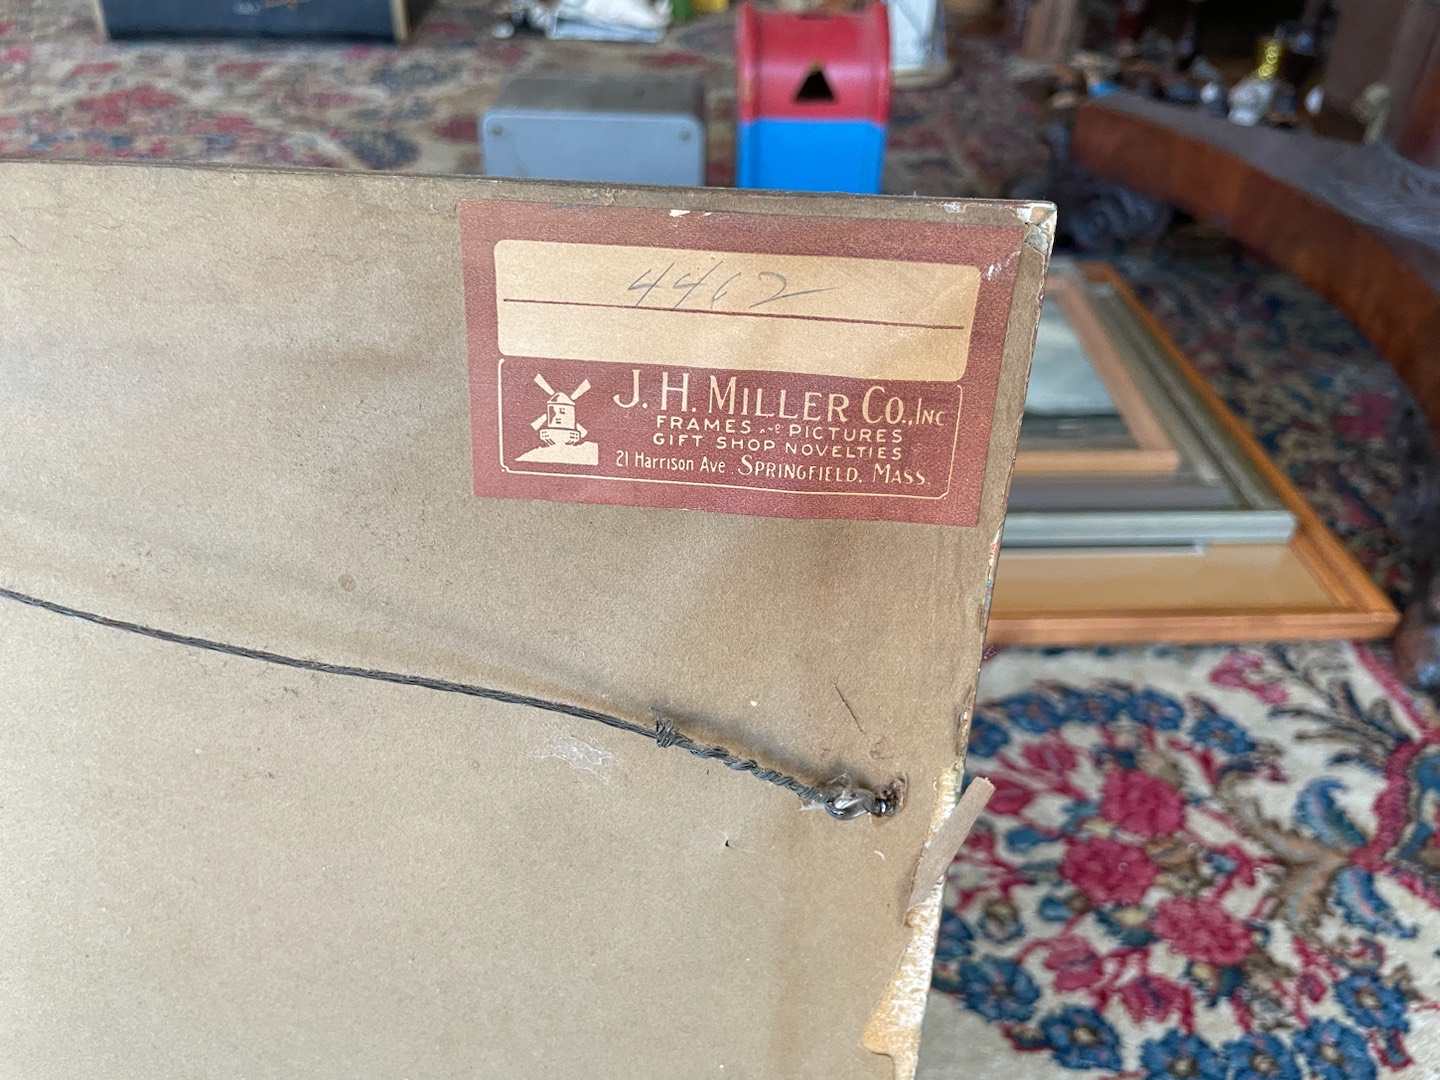 4462
J. H. MILLER CO., INC
FRAMES AND PICTURES
GIFT SHOP NOVELTIES
21 Harrison Ave SPRINGFIELD, MASS.